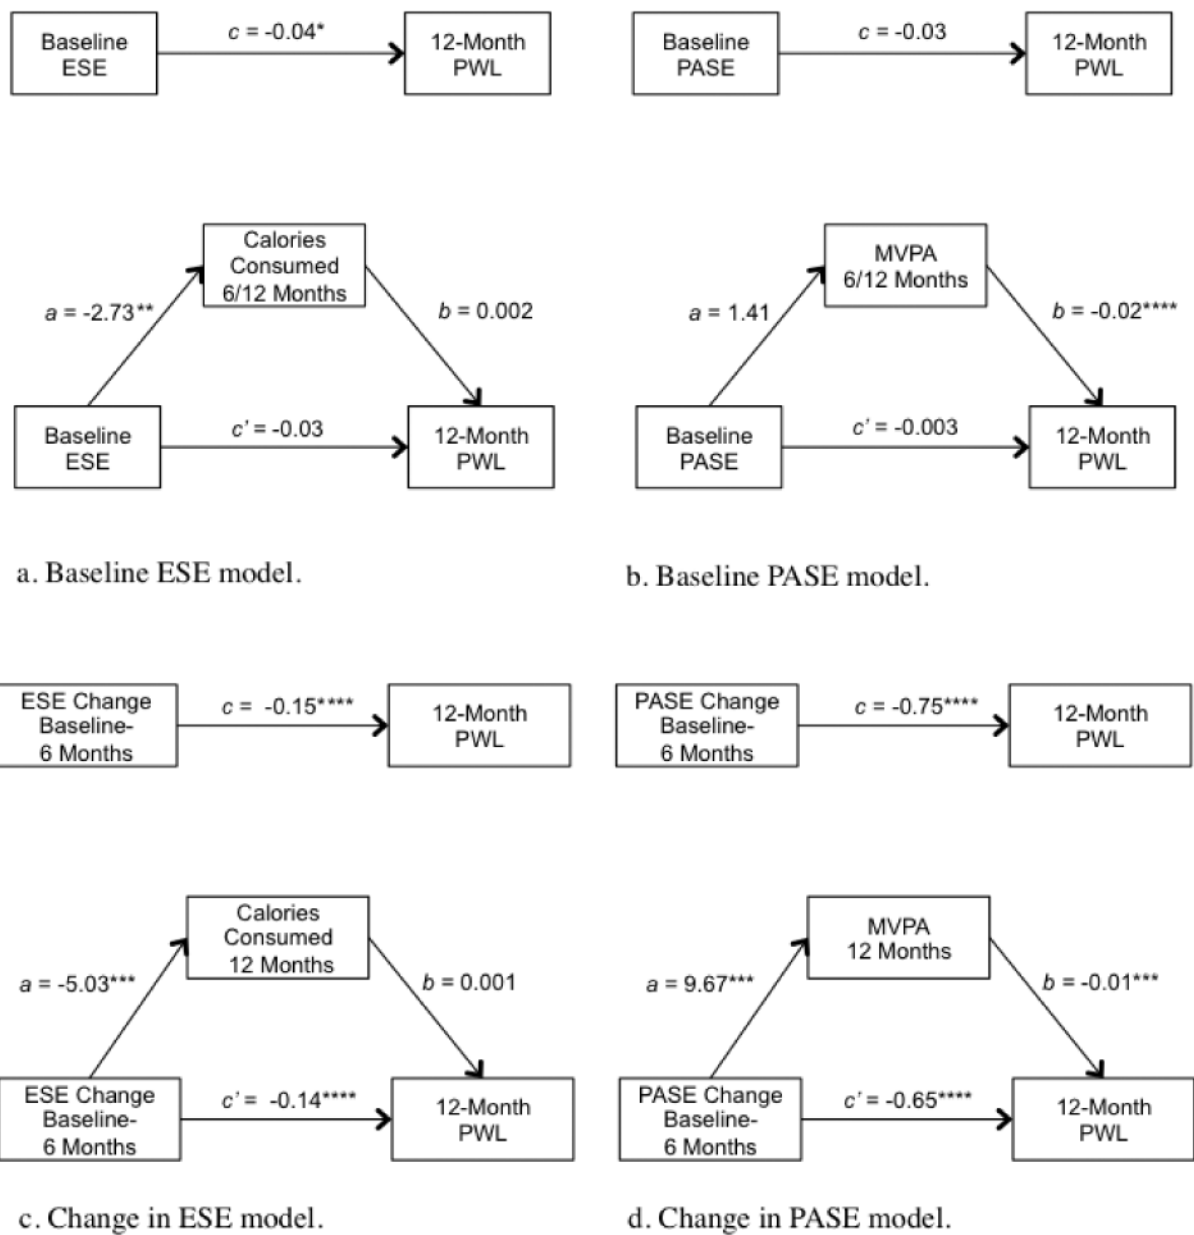 Baseline
ESE
c = -0.04*
12-Month
PWL
Calories
Consumed
6/12 Months
a = -2.73**
b = 0.002
Baseline
ESE
c' = -0.03
12-Month
PWL
a. Baseline ESE model.
Baseline
PASE
c = -0.03
12-Month
PWL
MVPA
6/12 Months
a = 1.41
b = -0.02****
Baseline
PASE
c' = -0.003
12-Month
PWL
b. Baseline PASE model.
ESE Change
Baseline-
6 Months
c = -0.15****
12-Month
PWL
Calories
Consumed
12 Months
a = -5.03***
b = 0.001
ESE Change
Baseline-
6 Months
c' = -0.14****
12-Month
PWL
c. Change in ESE model.
PASE Change
Baseline-
6 Months
c = -0.75****
12-Month
PWL
MVPA
12 Months
a = 9.67***
b = -0.01***
PASE Change
Baseline-
6 Months
c' = -0.65****
12-Month
PWL
d. Change in PASE model.